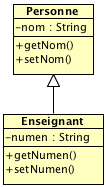 Personne
-nom : String
+getNom()
+setNom()
Enseignant
-numen : String
+getNumen()
+setNumen()